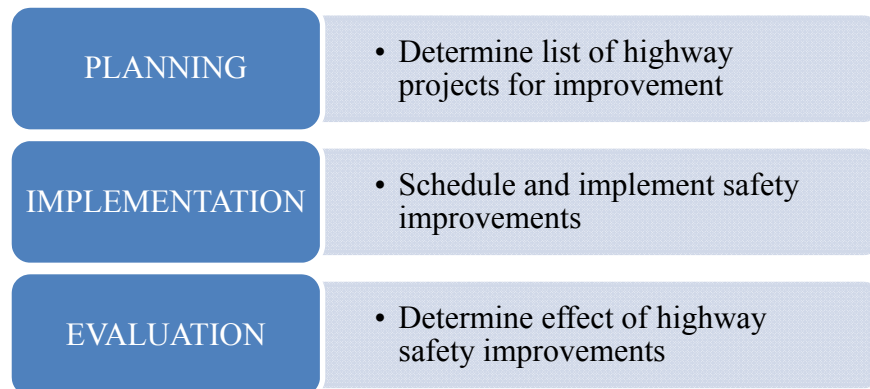 PLANNING
• Determine list of highway
projects for improvement
IMPLEMENTATION
• Schedule and implement safety
improvements
EVALUATION
• Determine effect of highway
safety improvements